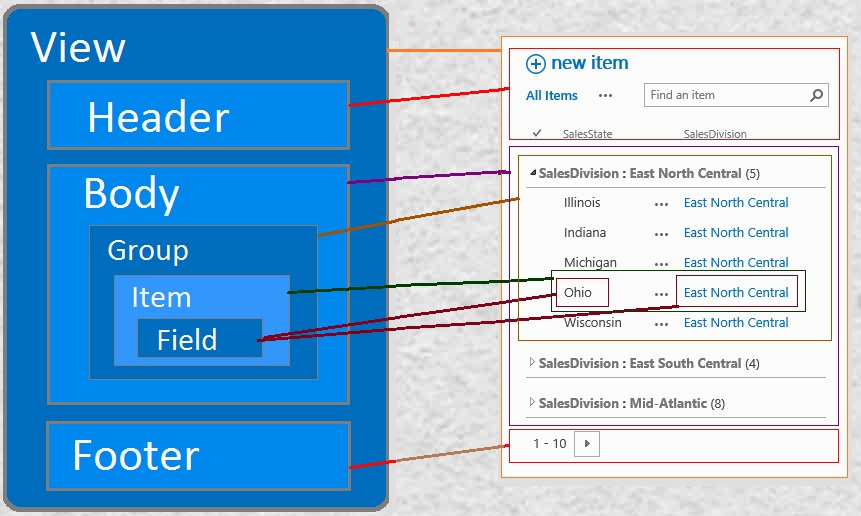 View
Header
Body
Group
Item
Field
Footer
new item
All Items ••• Find an item
SalesState SalesDivision
SalesDivision : East North Central (5)
Illinois ••• East North Central
Indiana ••• East North Central
Michigan ••• East North Central
Ohio ••• East North Central
Wisconsin ••• East North Central
SalesDivision : East South Central (4)
SalesDivision : Mid-Atlantic (8)
1 - 10